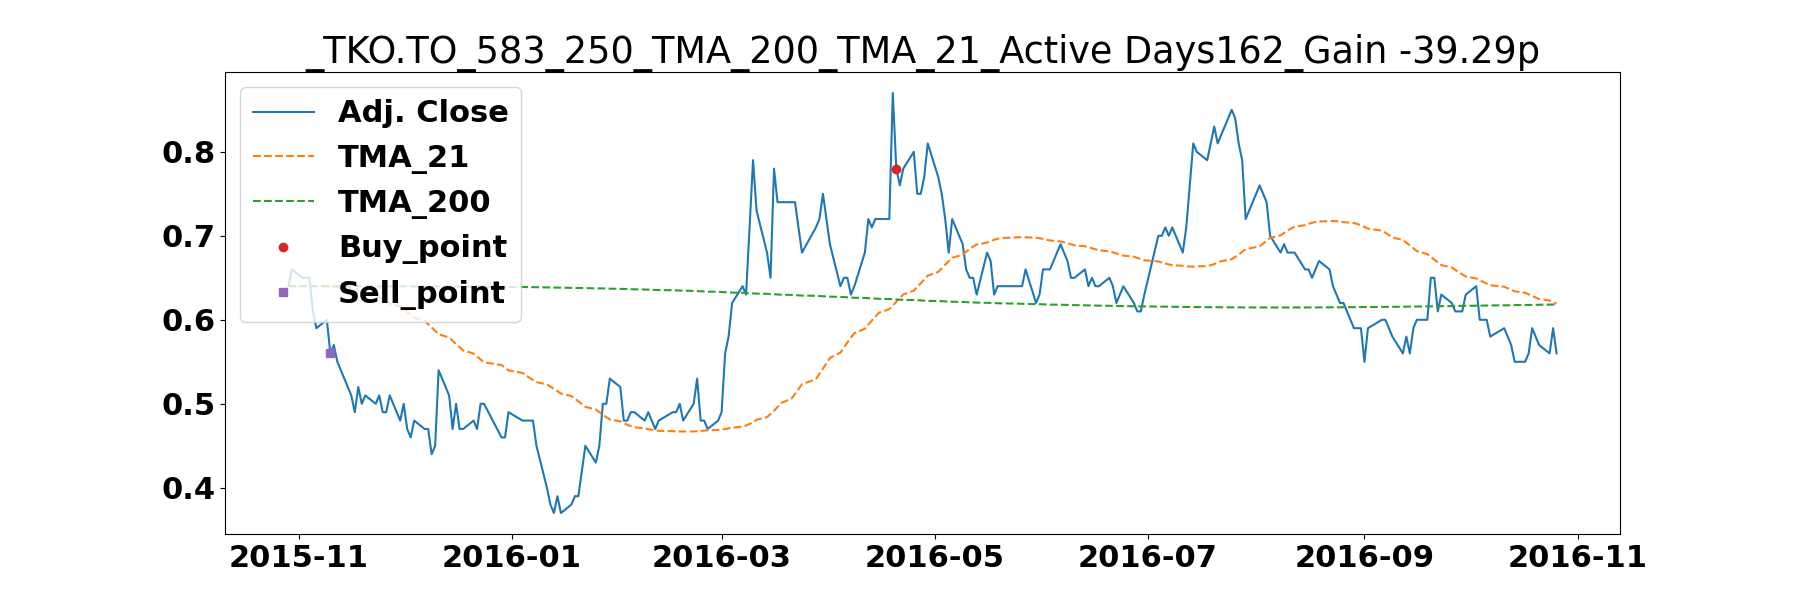 _TKO.TO_583_250_TMA_200_TMA_21_Active Days162_Gain -39.29p
Adj. Close
TMA_21
TMA_200
Buy_point
Sell_point
0.8
0.7
0.6
0.5
0.4
2015-11 2016-01 2016-03 2016-05 2016-07 2016-09 2016-11